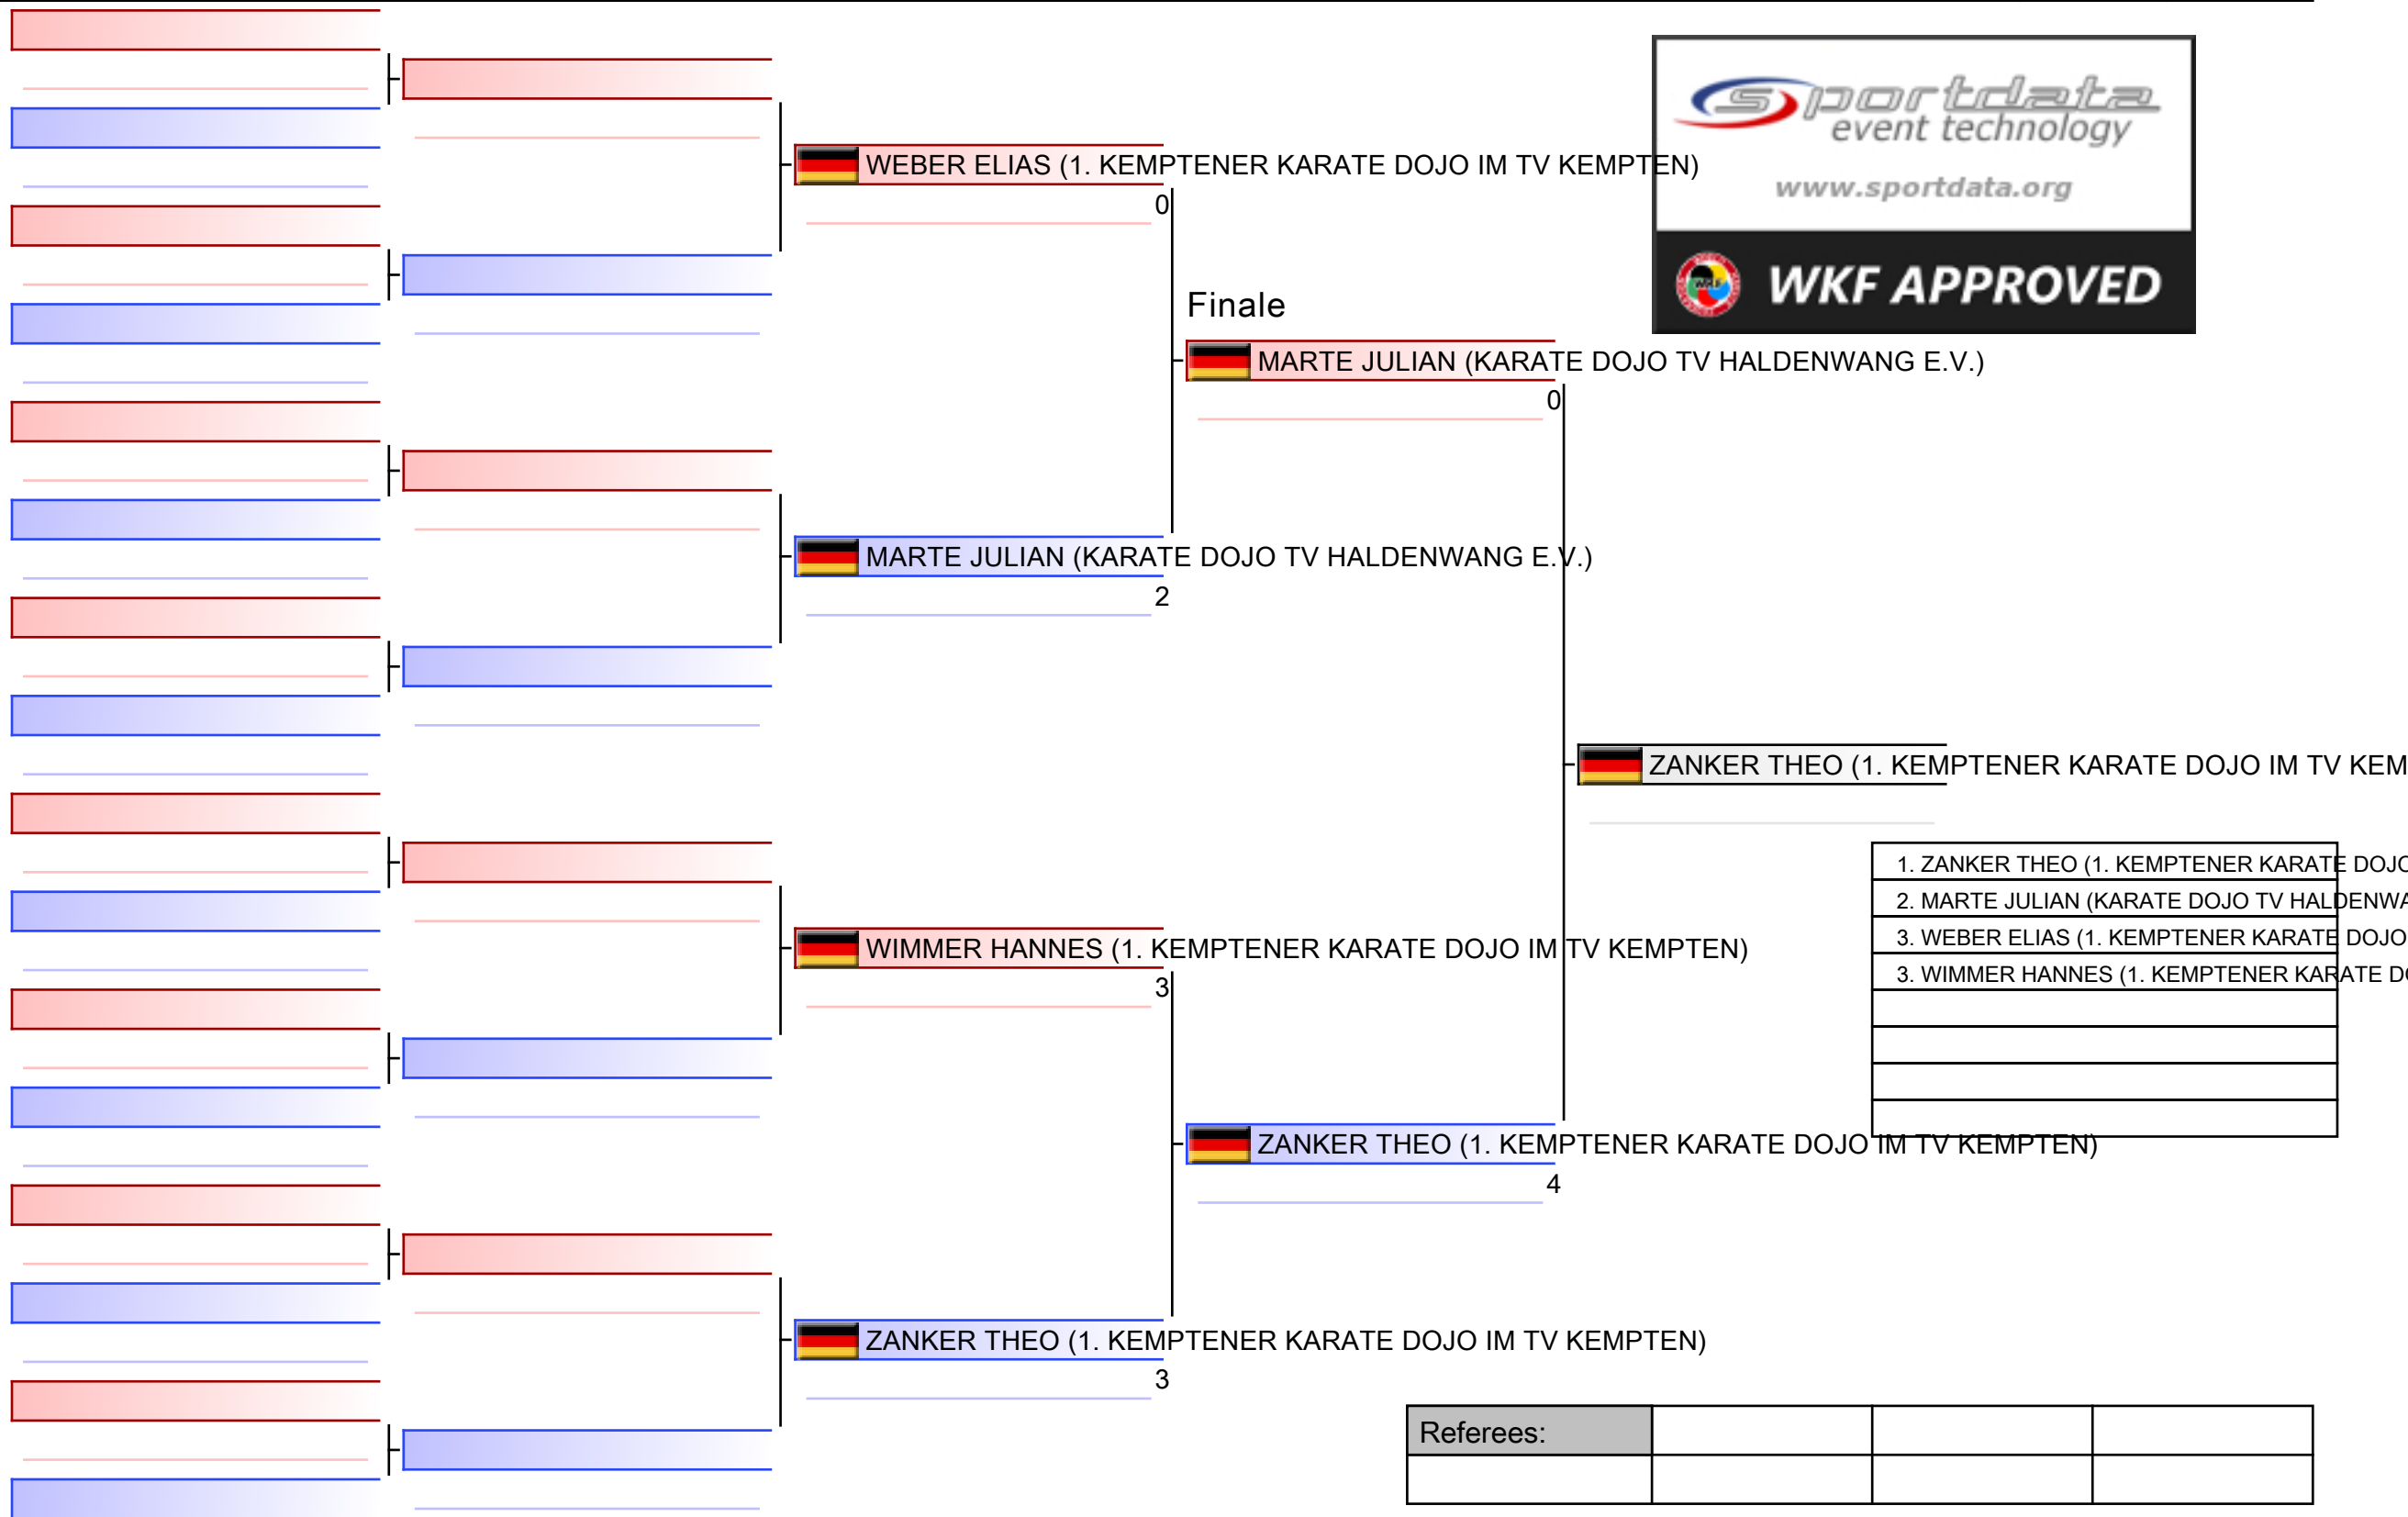 sportdata
event technology
www.sportdata.org
WKF
WKF APPROVED
WEBER ELIAS (1. KEMPTENER KARATE DOJO IM TV KEMPTEN)
0
Finale
MARTE JULIAN (KARATE DOJO TV HALDENWANG E.V.)
0
MARTE JULIAN (KARATE DOJO TV HALDENWANG E.V.)
2
ZANKER THEO (1. KEMPTENER KARATE DOJO IM TV KEM
1. ZANKER THEO (1. KEMPTENER KARATE DOJO
2. MARTE JULIAN (KARATE DOJO TV HALDENWA
3. WEBER ELIAS (1. KEMPTENER KARATE DOJO
3. WIMMER HANNES (1. KEMPTENER KARATE DO
WIMMER HANNES (1. KEMPTENER KARATE DOJO IM TV KEMPTEN)
3
ZANKER THEO (1. KEMPTENER KARATE DOJO IM TV KEMPTEN)
4
ZANKER THEO (1. KEMPTENER KARATE DOJO IM TV KEMPTEN)
3
Referees: